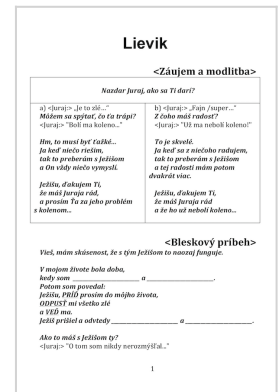 Lievik
<Záujem a modlitba>
Nazdar Juraj, ako sa Ti darí?
a) <Juraj:> „Je to zlé…“
Môžem sa spýtať, čo ťa trápi?
<Juraj:> "Bolí ma koleno..."
Hm, to musí byť ťažké...
Ja keď niečo riešim,
tak to preberám s Ježišom
a On vždy niečo vymyslí.
Ježišu, ďakujem Ti,
že máš Juraja rád,
a prosím Ťa za jeho problém
s kolenom...
b) <Juraj:> „Fajn /super…“
Z čoho máš radosť?
<Juraj:> "Už ma nebolí koleno!"
To je skvelé.
Ja keď sa z niečoho radujem,
tak to preberám s Ježišom
a tej radosti mám potom
dvakrát viac.
Ježišu, ďakujem Ti,
že máš Juraja rád
a že ho už nebolí koleno...
<Bleskový príbeh>
Vieš, mám skúsenosť, že s tým Ježišom to naozaj funguje.
V mojom živote bola doba,
kedy som ____________ a ____________.
Potom som povedal:
Ježišu, PRÍĎ prosím do môjho života,
ODPUSŤ mi všetko zlé
a VEĎ ma.
Ježiš prišiel a odvtedy ____________ a ____________.
Ako to máš s Ježišom ty?
<Juraj:> "O tom som nikdy nerozmýšľal..."
1